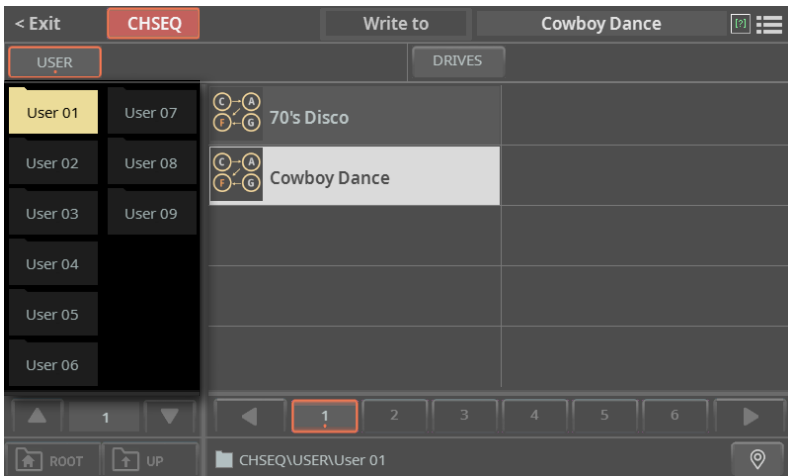 < Exit CHSEQ Write to Cowboy Dance [?]
USER DRIVES
User 01 User 07
User 02 User 08
User 03 User 09
User 04
User 05
User 06
C A F G 70's Disco
C A F G Cowboy Dance
1
1 2 3 4 5 6
ROOT UP
CHSEQ\USER\User 01